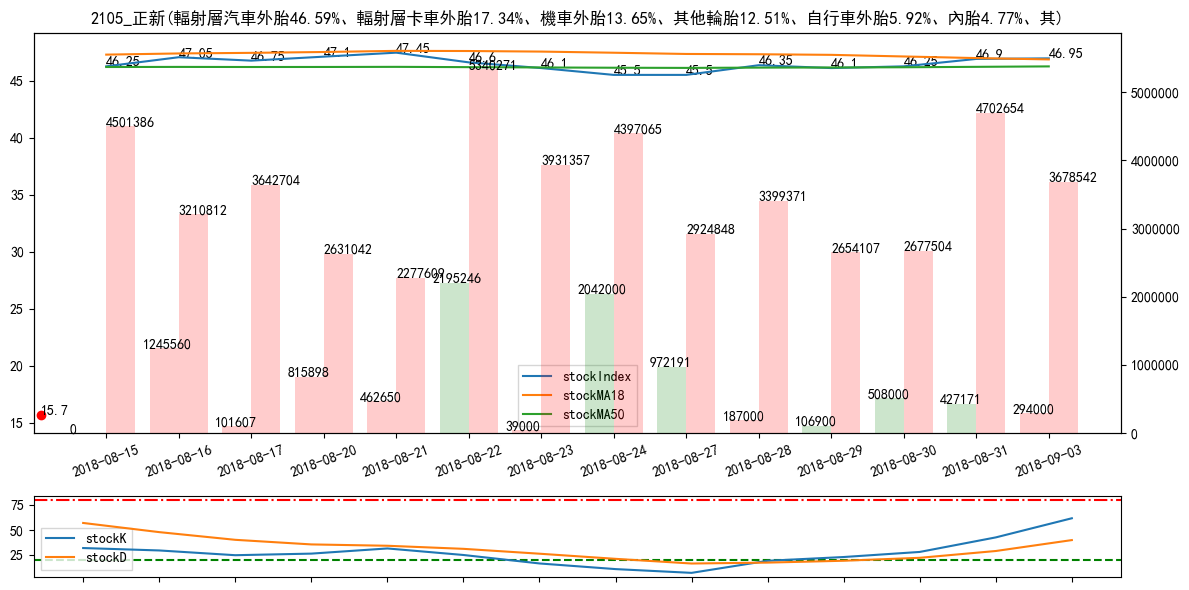 2105_正新(輻射層汽車外胎46.59%、輻射層卡車外胎17.34%、機車外胎13.65%、其他輪胎12.51%、自行車外胎5.92%、內胎4.77%、其)
46.25 47.05 46.75 47.1 47.45 46.6 46.1 45.5 45.5 46.35 46.1 46.25 46.9 46.95
45
40
35
30
25
20
15
5000000
4000000
3000000
2000000
1000000
0
4501386 3210812 3642704 2631042 2277609 5340271 3931357 4397065 2924848 3399371 2654107 2677504 4702654 3678542
0 1245560 101607 815898 462650 2195246 39000 2042000 972191 187000 106900 508000 427171 294000
15.7
stockIndex
stockMA18
stockMA50
2018-08-15 2018-08-16 2018-08-17 2018-08-20 2018-08-21 2018-08-22 2018-08-23 2018-08-24 2018-08-27 2018-08-28 2018-08-29 2018-08-30 2018-08-31 2018-09-03
75
50
25
stockK
stockD